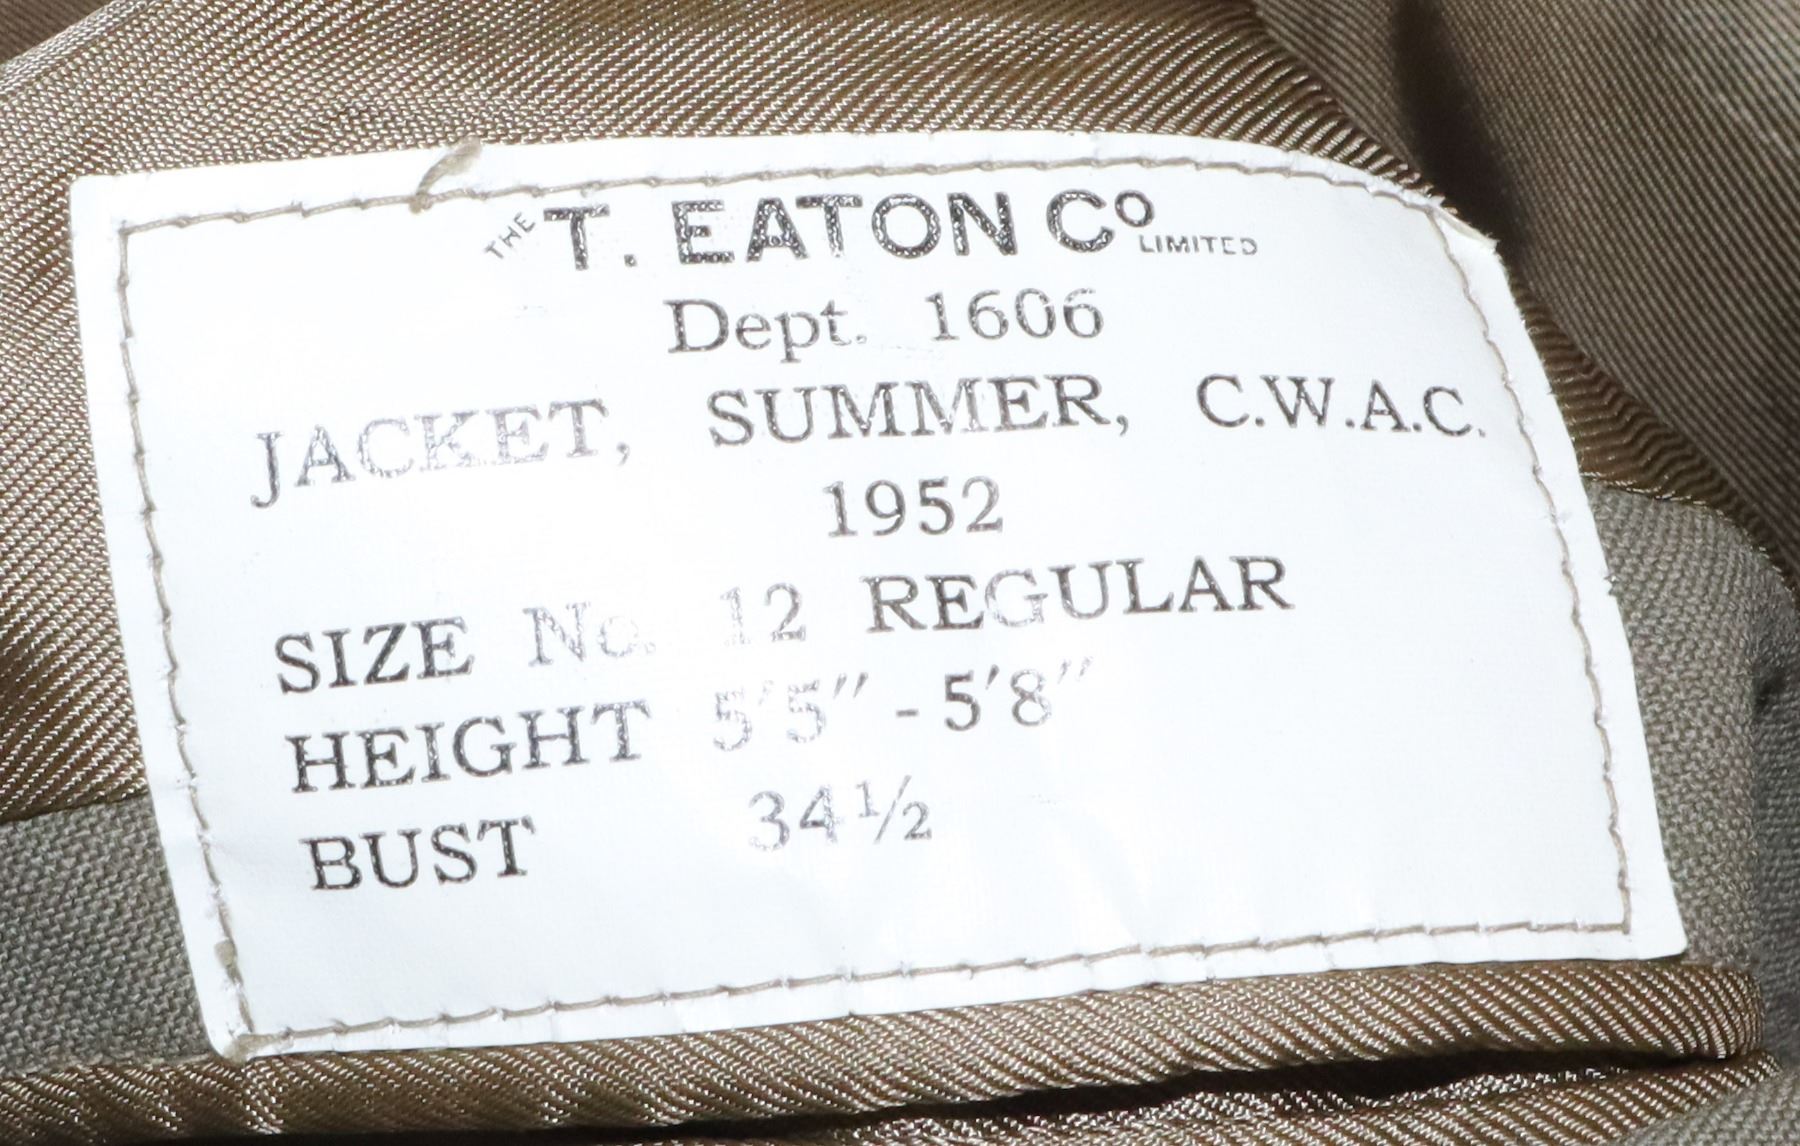 THE T. EATON Co LIMITED
Dept. 1606
JACKET, SUMMER, C.W.A.C.
1952
SIZE No. 12 REGULAR
HEIGHT 5'5" - 5'8"
BUST 34½